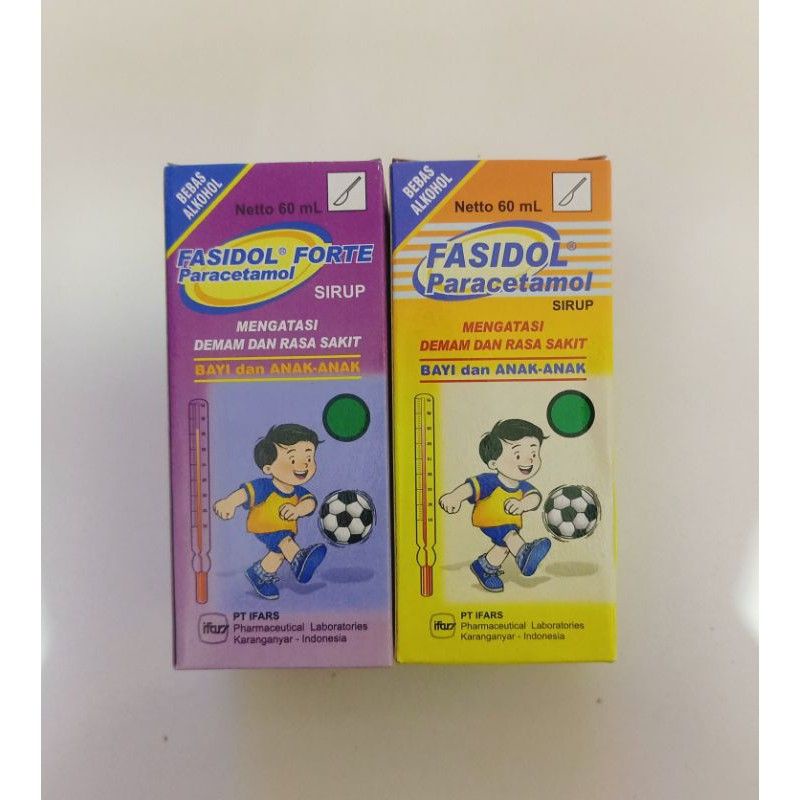 BEBAS
ALKOHOL
Netto 60 mL
FASIDOL® FORTE
Paracetamol
SIRUP
MENGATASI
DEMAM DAN RASA SAKIT
BAYI dan ANAK-ANAK
ifars
PT IFARS
Pharmaceutical Laboratories
Karanganyar - Indonesia
BEBAS
ALKOHOL
Netto 60 mL
FASIDOL®
Paracetamol
SIRUP
MENGATASI
DEMAM DAN RASA SAKIT
BAYI dan ANAK-ANAK
ifars
PT IFARS
Pharmaceutical Laboratories
Karanganyar - Indonesia